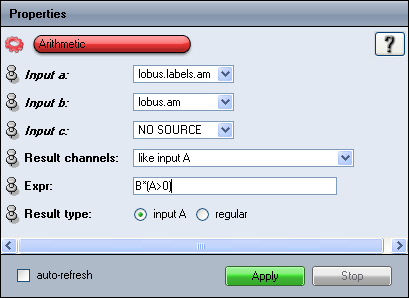 Properties
Arithmetic ?
Input a: lobus.labels.am
Input b: lobus.am
Input c: NO SOURCE
Result channels: like input A
Expr: B*(A>0)
Result type: input A regular
auto-refresh Apply Stop